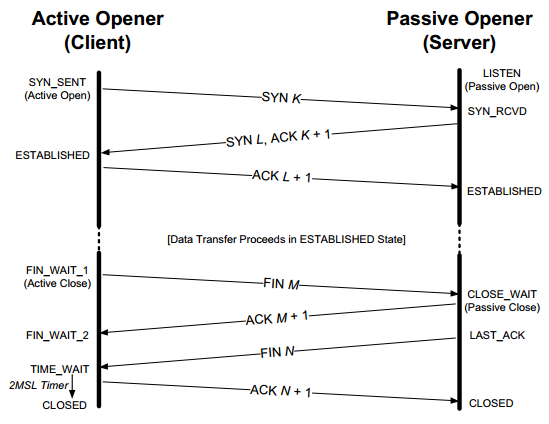 Active Opener
(Client)
Passive Opener
(Server)
SYN_SENT
(Active Open)
LISTEN
(Passive Open)
SYN K
SYN_RCVD
SYN L, ACK K + 1
ESTABLISHED
ACK L + 1
ESTABLISHED
[Data Transfer Proceeds in ESTABLISHED State]
FIN_WAIT_1
(Active Close)
FIN M
CLOSE_WAIT
(Passive Close)
ACK M + 1
FIN_WAIT_2
LAST_ACK
FIN N
TIME_WAIT
2MSL Timer
ACK N + 1
CLOSED
CLOSED